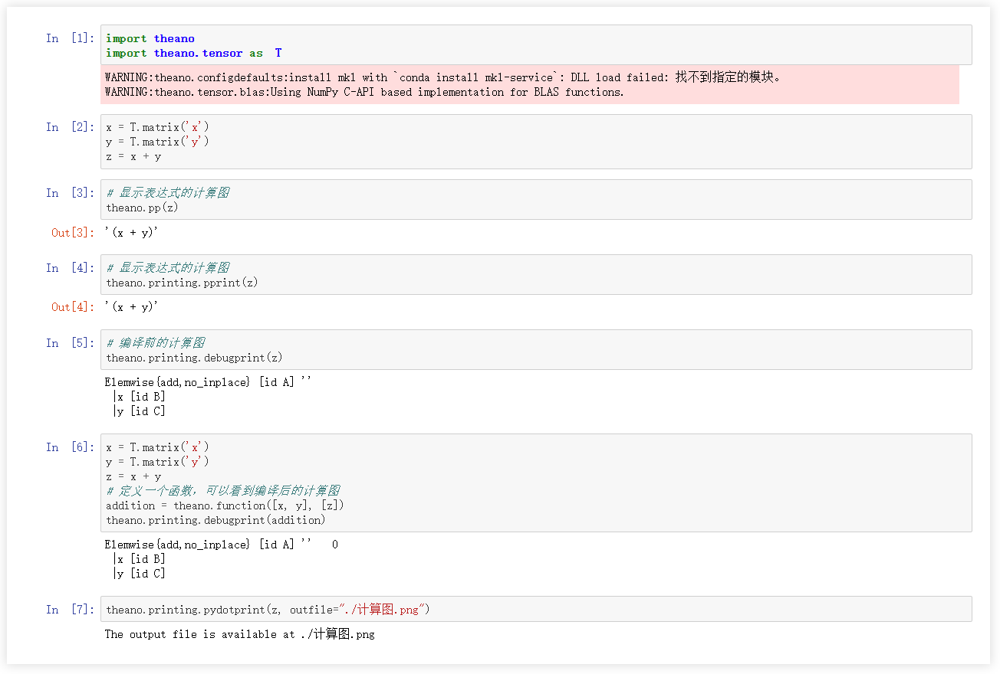 In [1]: import theano
import theano.tensor as T
WARNING:theano.configdefaults:install mkl with `conda install mkl-service`: DLL load failed: 找不到指定的模块。
WARNING:theano.tensor.blas:Using NumPy C-API based implementation for BLAS functions.
In [2]: x = T.matrix('x')
y = T.matrix('y')
z = x + y
In [3]: # 显示表达式的计算图
theano.pp(z)
Out[3]: '(x + y)'
In [4]: # 显示表达式的计算图
theano.printing.pprint(z)
Out[4]: '(x + y)'
In [5]: # 编译前的计算图
theano.printing.debugprint(z)
Elemwise{add,no_inplace} [id A] ''
|x [id B]
|y [id C]
In [6]: x = T.matrix('x')
y = T.matrix('y')
z = x + y
# 定义一个函数，可以看到编译后的计算图
addition = theano.function([x, y], [z])
theano.printing.debugprint(addition)
Elemwise{add,no_inplace} [id A] '' 0
|x [id B]
|y [id C]
In [7]: theano.printing.pydotprint(z, outfile="./计算图.png")
The output file is available at ./计算图.png